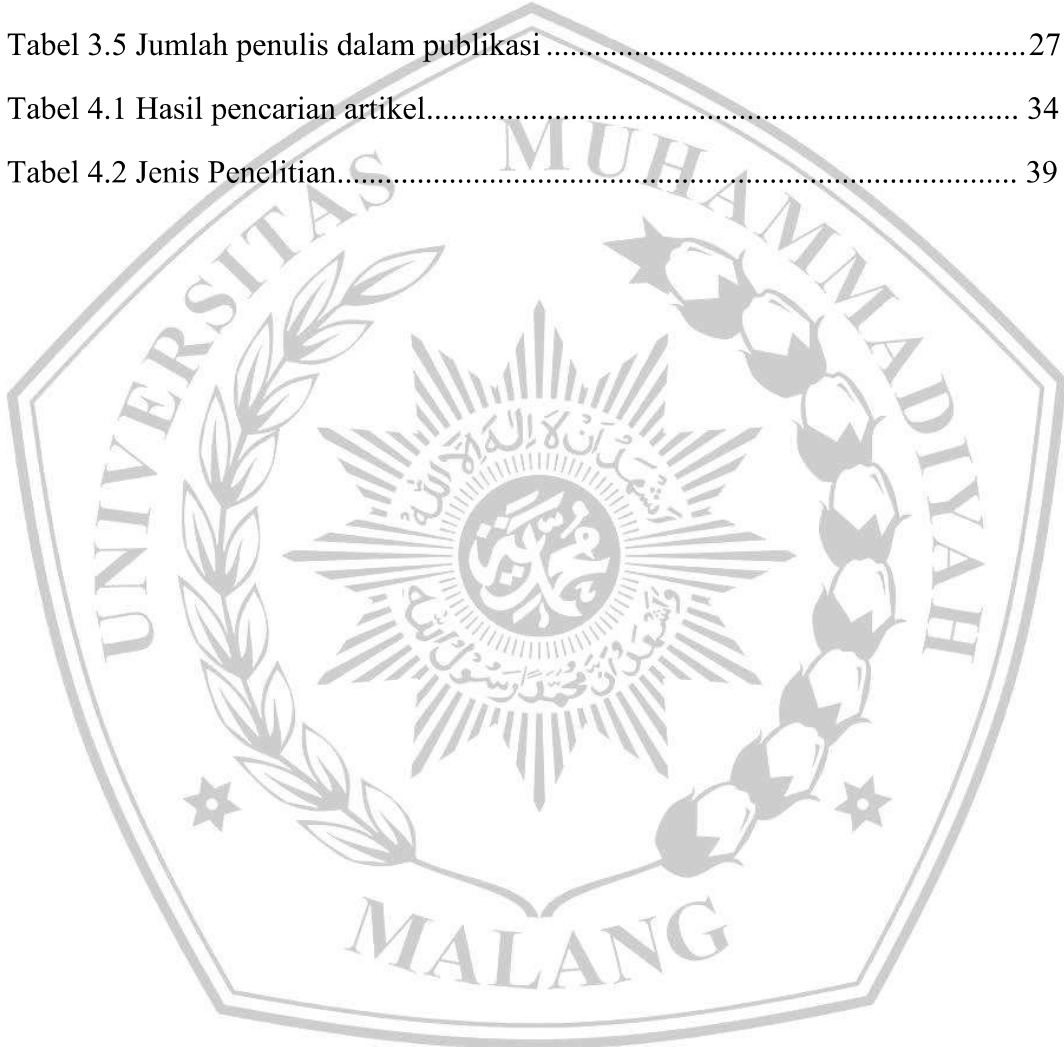 Tabel 3.5 Jumlah penulis dalam publikasi............................................................27
Tabel 4.1 Hasil pencarian artikel.......................................................................... 34
Tabel 4.2 Jenis Penelitian..................................................................................... 39
UNIVERSITAS MUHAMMADIYAH
MALANG